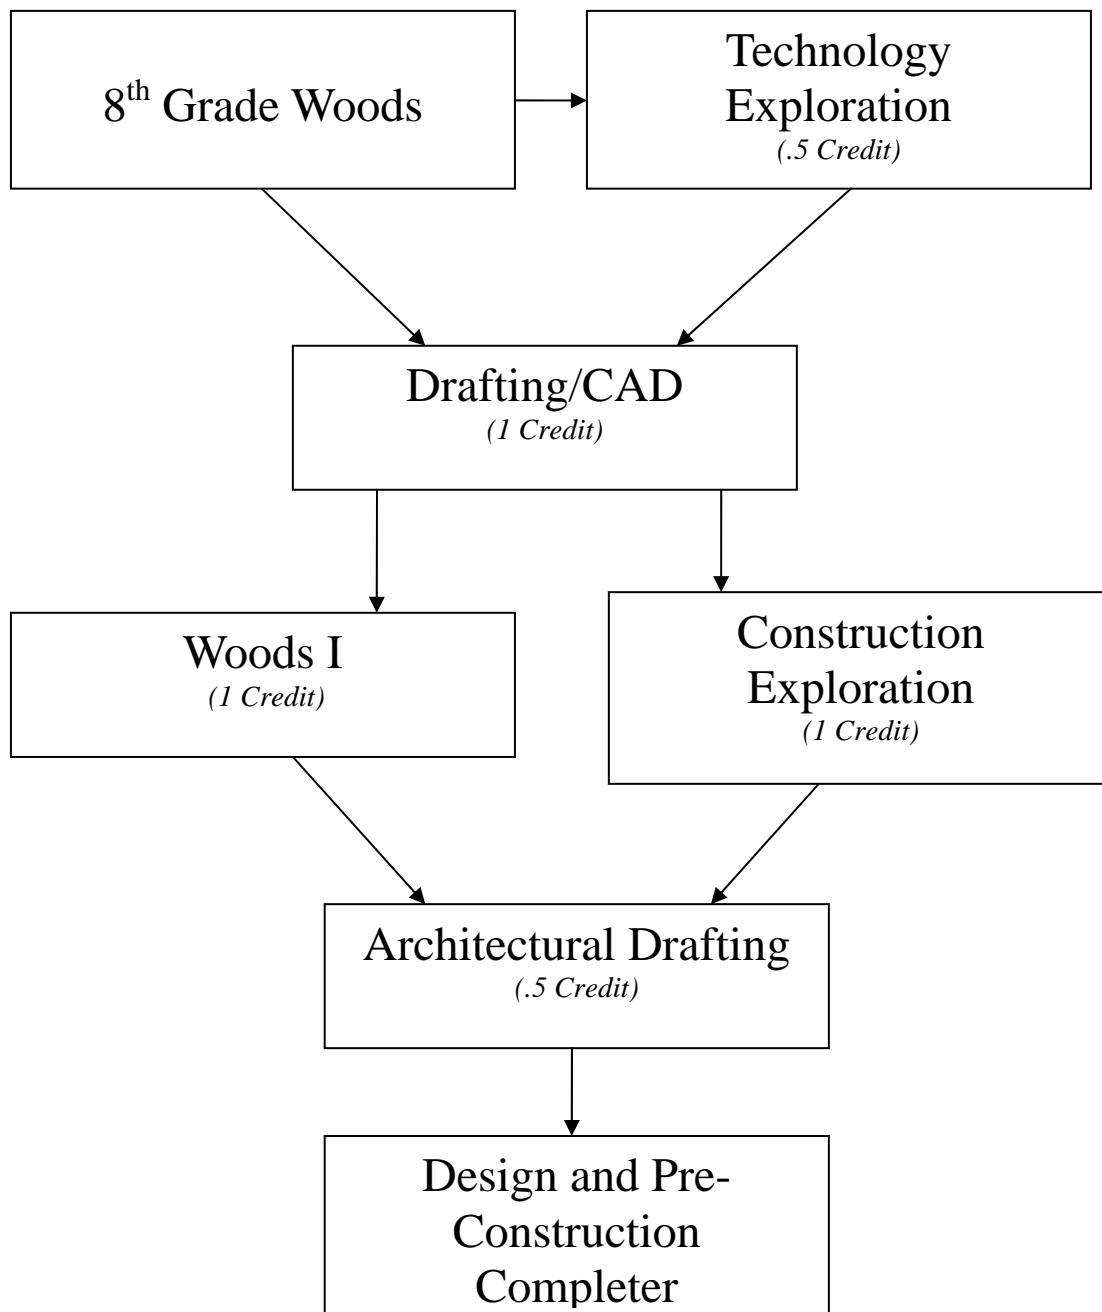 8th Grade Woods
Technology
Exploration
(.5 Credit)
Drafting/CAD
(1 Credit)
Woods I
(1 Credit)
Construction
Exploration
(1 Credit)
Architectural Drafting
(.5 Credit)
Design and Pre-
Construction
Completer